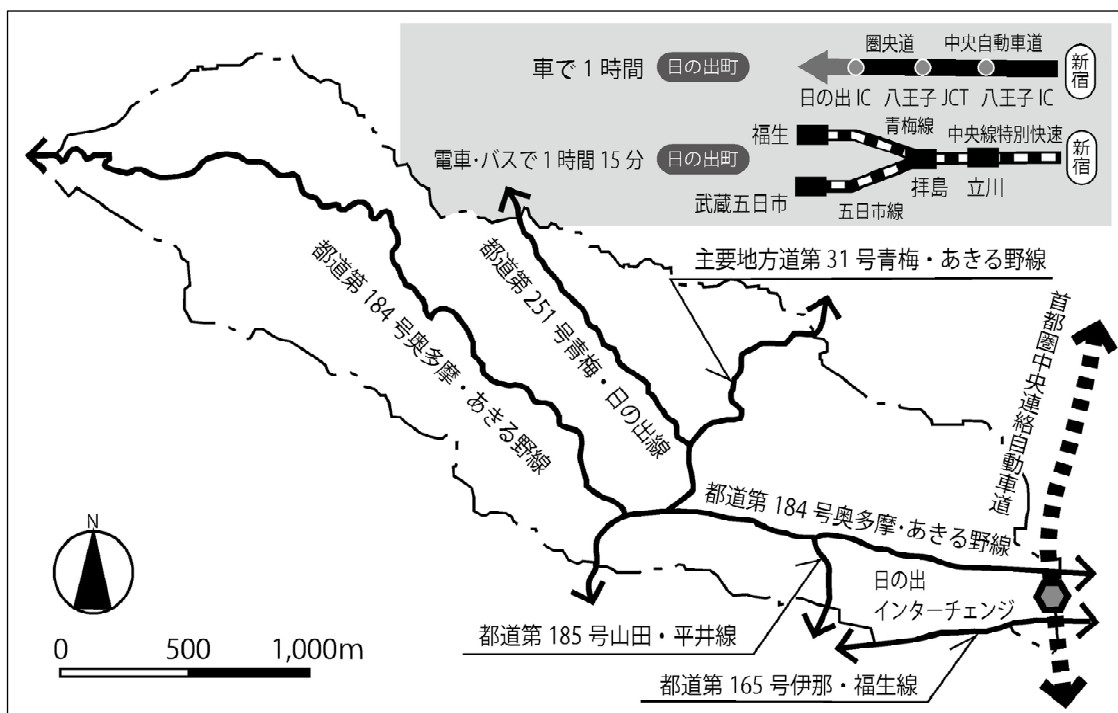 圏央道
中央自動車道
新宿
車で1時間
日の出町
日の出 IC
八王子 JCT
八王子 IC
福生
青梅線
中央線特別快速
新宿
電車・バスで1時間15分
日の出町
拝島
立川
武蔵五日市
五日市線
主要地方道第31号青梅・あきる野線
都道第184号奥多摩・あきる野線
都道第251号青梅・日の出線
首都圏中央連絡自動車道
都道第184号奥多摩・あきる野線
N
日の出
インターチェンジ
都道第185号山田・平井線
都道第165号伊那・福生線
0 500 1,000m